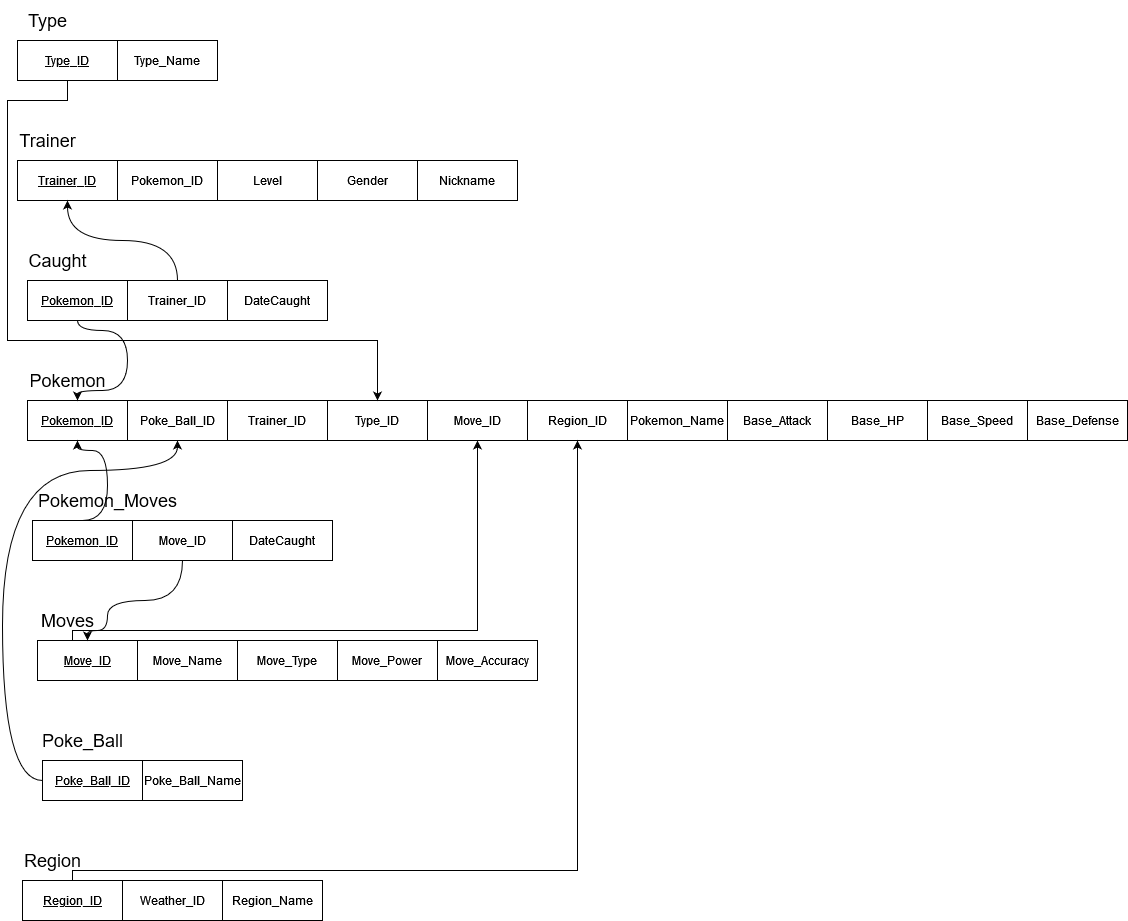 Type
Type_ID Type_Name
Trainer
Trainer_ID Pokemon_ID Level Gender Nickname
Caught
Pokemon_ID Trainer_ID DateCaught
Pokemon
Pokemon_ID Poke_Ball_ID Trainer_ID Type_ID Move_ID Region_ID Pokemon_Name Base_Attack Base_HP Base_Speed Base_Defense
Pokemon_Moves
Pokemon_ID Move_ID DateCaught
Moves
Move_ID Move_Name Move_Type Move_Power Move_Accuracy
Poke_Ball
Poke_Ball_ID Poke_Ball_Name
Region
Region_ID Weather_ID Region_Name